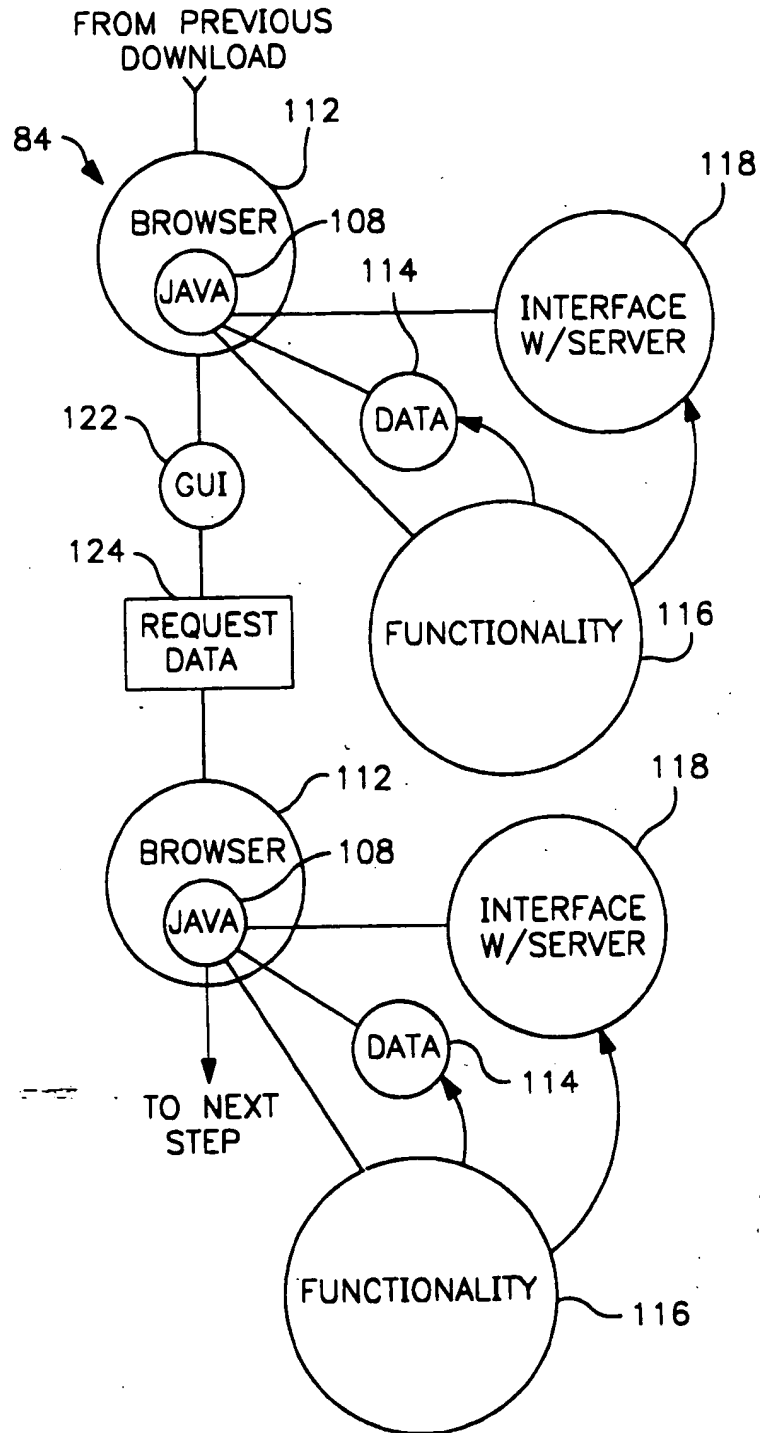 FROM PREVIOUS
DOWNLOAD
112
84
118
BROWSER
108
JAVA
114
INTERFACE
W/SERVER
DATA
122
GUI
124
REQUEST
DATA
FUNCTIONALITY
116
112
118
BROWSER
108
JAVA
INTERFACE
W/SERVER
DATA
114
TO NEXT
STEP
FUNCTIONALITY
116